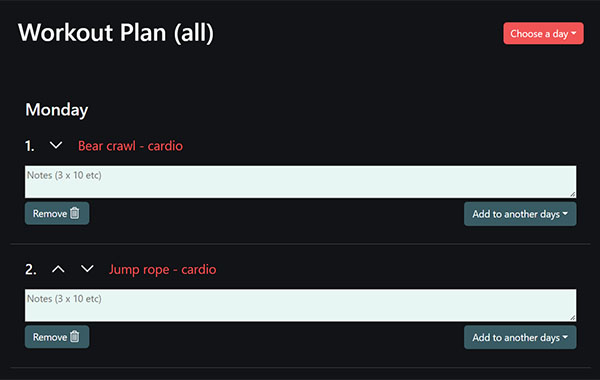 Workout Plan (all)
Choose a day
Monday
1. Bear crawl - cardio
Notes (3 x 10 etc)
Remove
Add to another days
2. Jump rope - cardio
Notes (3 x 10 etc)
Remove
Add to another days